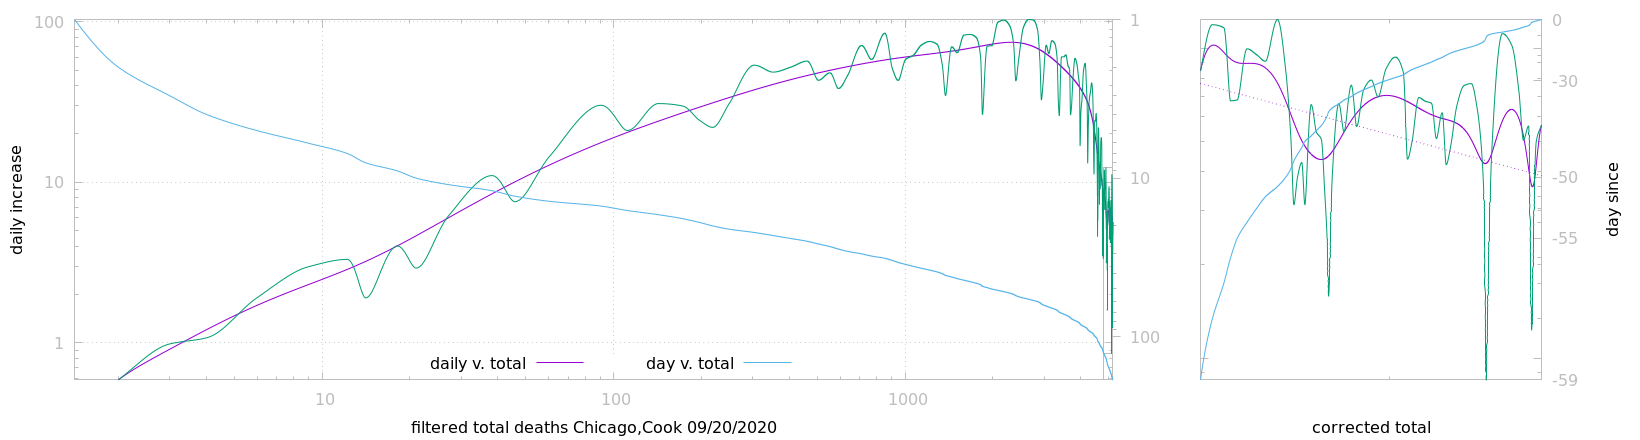 100
10
1
daily increase
10
100
1000
daily v. total
day v. total
filtered total deaths Chicago,Cook 09/20/2020
1
10
100
0
-30
-50
-55
-59
day since
corrected total